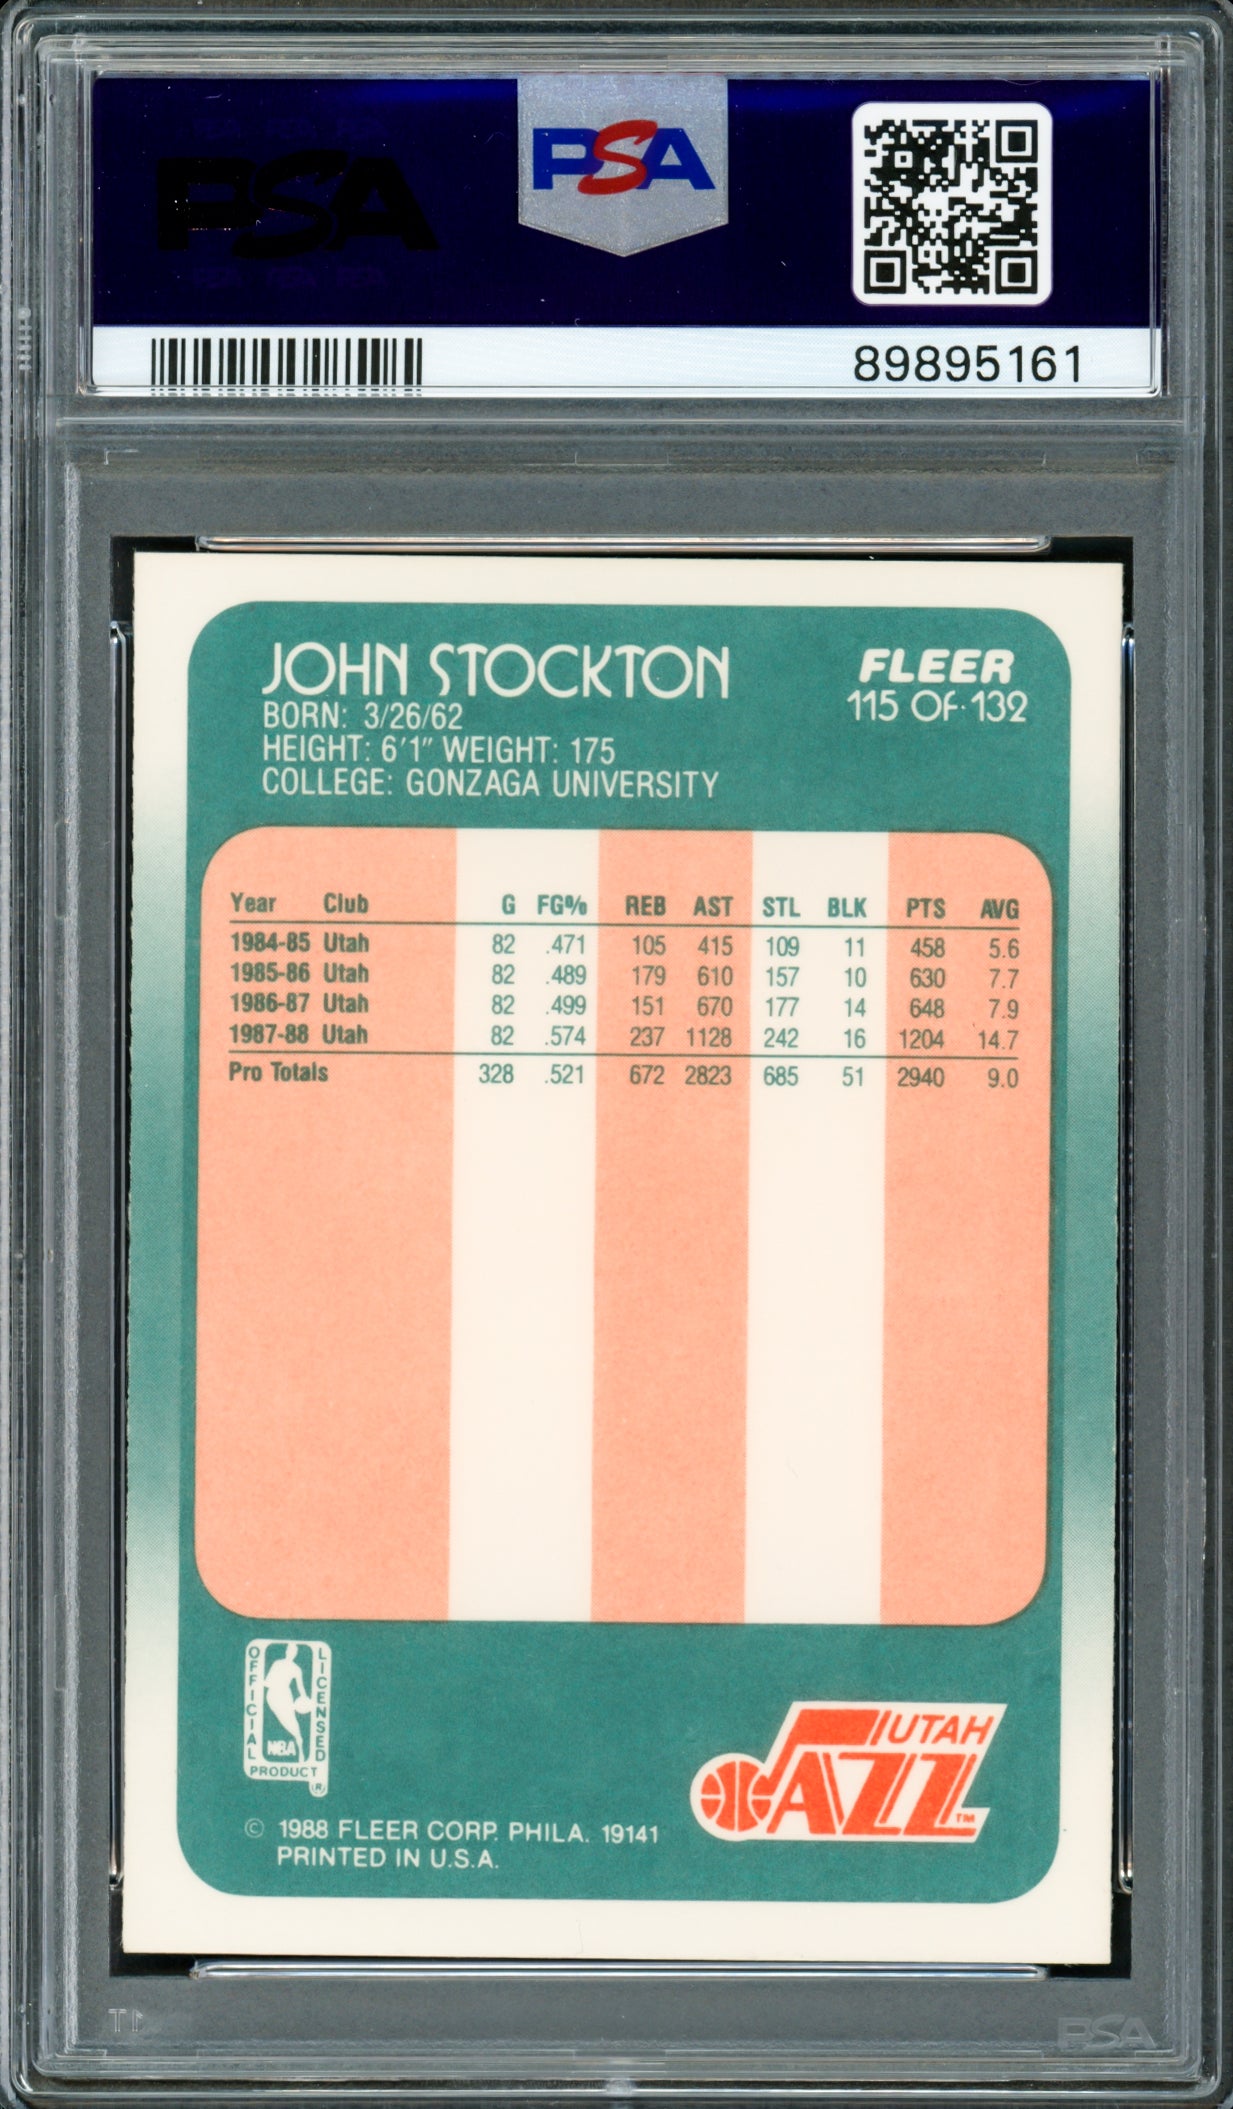 PSA
PSA
89895161
JOHN STOCKTON
FLEER
BORN: 3/26/62
115 OF 132
HEIGHT: 6'1" WEIGHT: 175
COLLEGE: GONZAGA UNIVERSITY
Year Club G FG% REB AST STL BLK PTS AVG
1984-85 Utah 82 .471 105 415 109 11 458 5.6
1985-86 Utah 82 .489 179 610 157 10 630 7.7
1986-87 Utah 82 .499 151 670 177 14 648 7.9
1987-88 Utah 82 .574 237 1128 242 16 1204 14.7
Pro Totals 328 .521 672 2823 685 51 2940 9.0
OFFICIAL LICENSED
NBA
PRODUCT ®
UTAH
JAZZ™
© 1988 FLEER CORP. PHILA. 19141
PRINTED IN U.S.A.
PSA